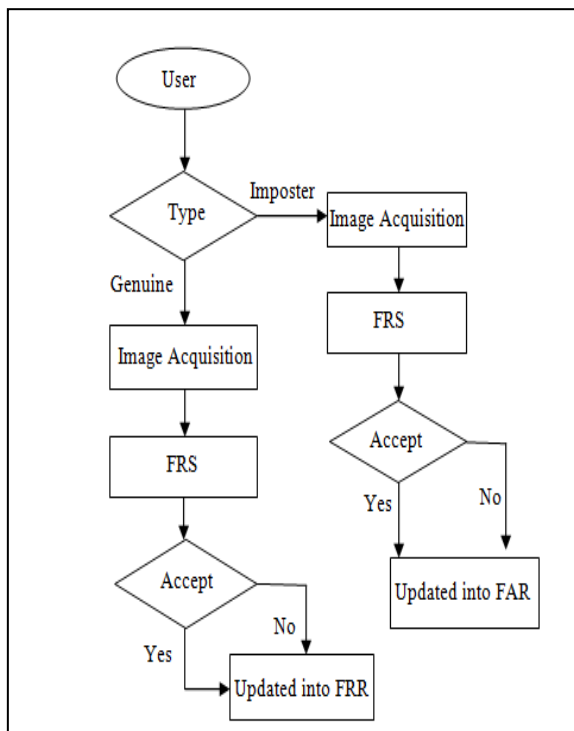 User
Type
Imposter
Image Acquisition
Genuine
FRS
Image Acquisition
Accept
FRS
Yes
No
Updated into FAR
Accept
No
Yes
Updated into FRR